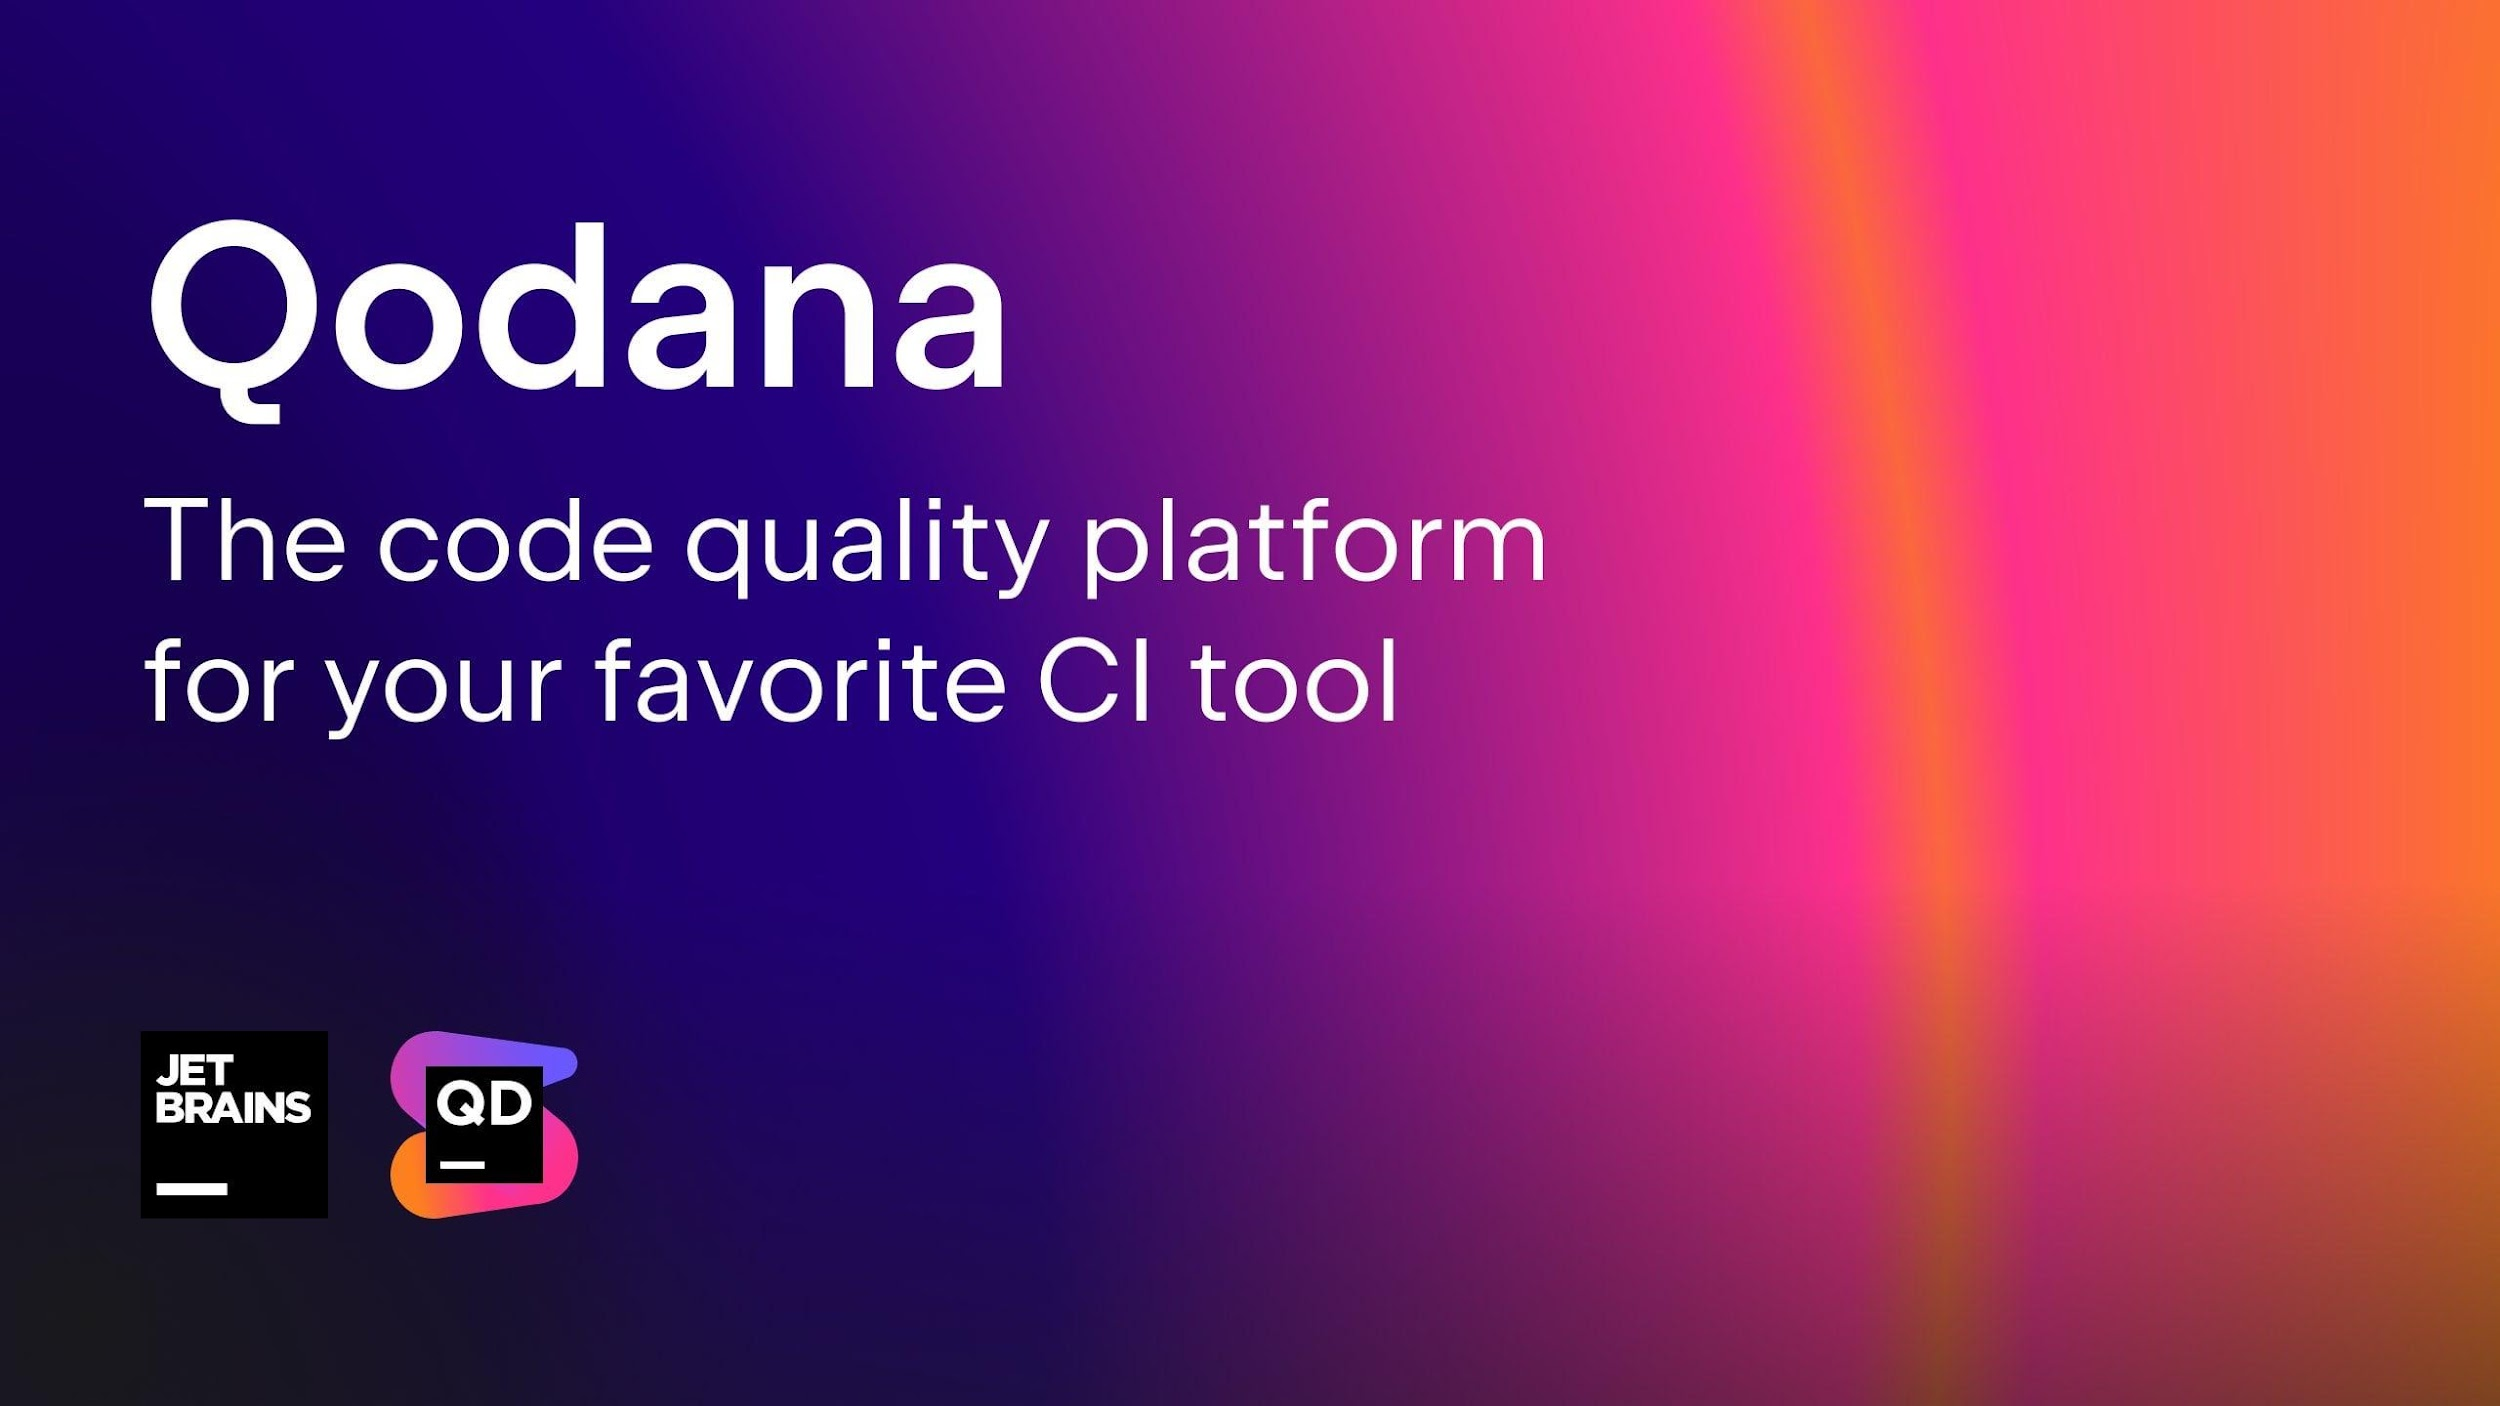 Qodana
The code quality platform
for your favorite CI tool
JET
BRAINS
QD